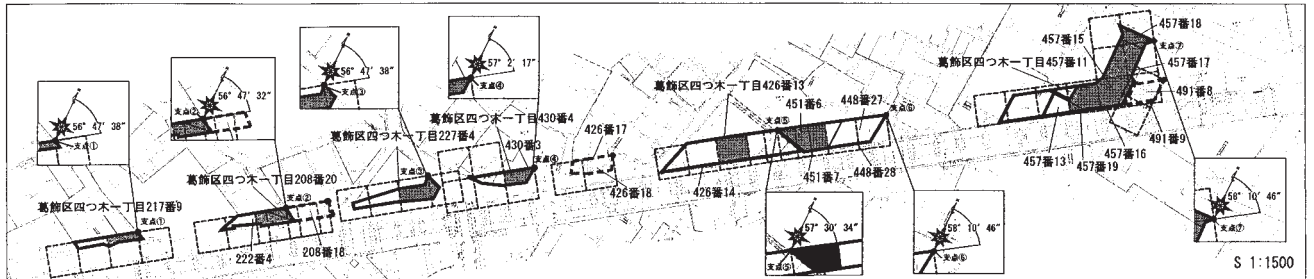 56° 47' 38"
支点①
葛飾区四つ木一丁目217番9
支点①
支点②
56° 47' 32"
葛飾区四つ木一丁目208番20
支点②
222番4
208番18
56° 47' 38"
支点③
葛飾区四つ木一丁目227番4
支点③
57° 2' 17"
支点④
葛飾区四つ木一丁目430番4
430番3
支点④
426番17
426番18
葛飾区四つ木一丁目426番13
451番6
448番27
支点⑤
支点⑥
426番14
451番7
448番28
57° 30' 34"
支点⑤
58° 10' 46"
支点⑥
457番18
457番15
支点⑦
葛飾区四つ木一丁目457番11
457番17
491番8
491番9
457番16
457番13
457番19
58° 10' 46"
支点⑦
S 1:1500